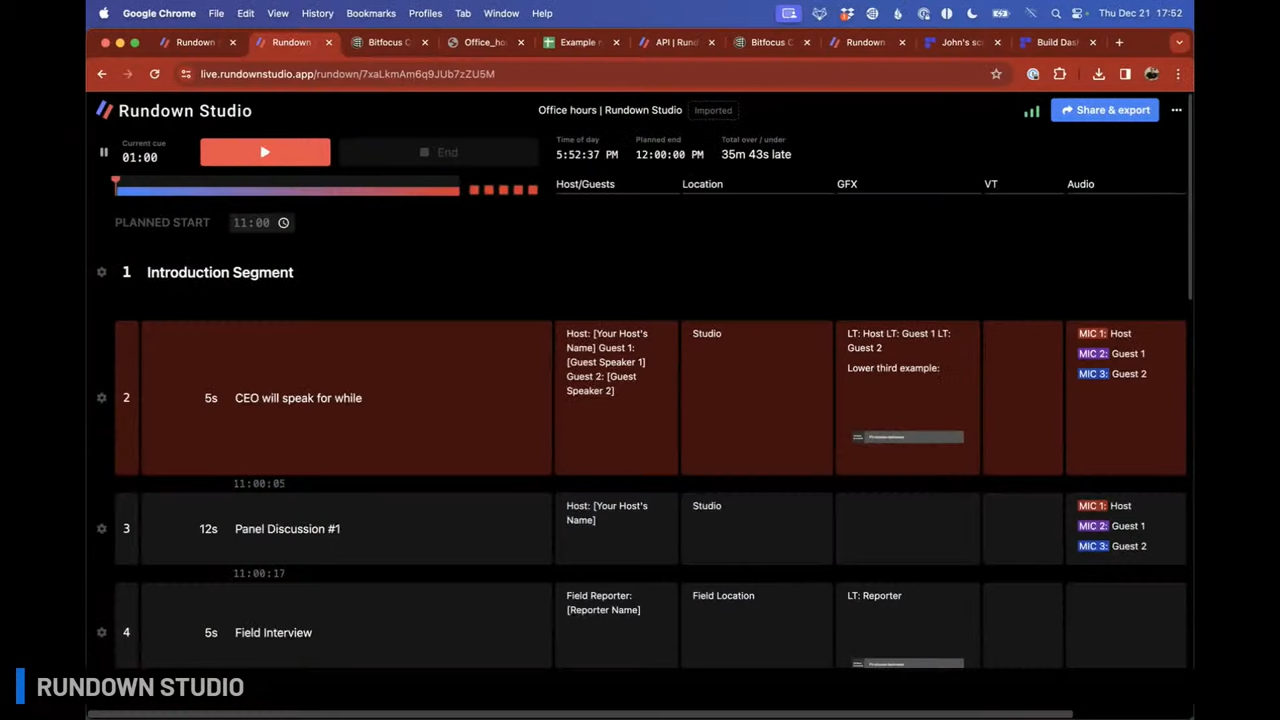 Google Chrome File Edit View History Bookmarks Profiles Tab Window Help Thu Dec 21 17:52
Rundown Rundown Bitfocus C Office_ho Example r API | Rund Bitfocus C Rundown John's sc Build Das
live.rundownstudio.app/rundown/7xaLkmAm6q9JUb7zZU5M
Rundown Studio Office hours | Rundown Studio Imported Share & export
Current cue Time of day Planned end Total over / under
01:00 End 5:52:37 PM 12:00:00 PM 35m 43s late
Host/Guests Location GFX VT Audio
PLANNED START 11:00
1 Introduction Segment
2 5s CEO will speak for while
Host: [Your Host's
Name] Guest 1:
[Guest Speaker 1]
Guest 2: [Guest
Speaker 2]
Studio
LT: Host LT: Guest 1 LT:
Guest 2
Lower third example:
MIC 1: Host
MIC 2: Guest 1
MIC 3: Guest 2
11:00:05
3 12s Panel Discussion #1
Host: [Your Host's
Name]
Studio
MIC 1: Host
MIC 2: Guest 1
MIC 3: Guest 2
11:00:17
4 5s Field Interview
Field Reporter:
[Reporter Name]
Field Location
LT: Reporter
RUNDOWN STUDIO